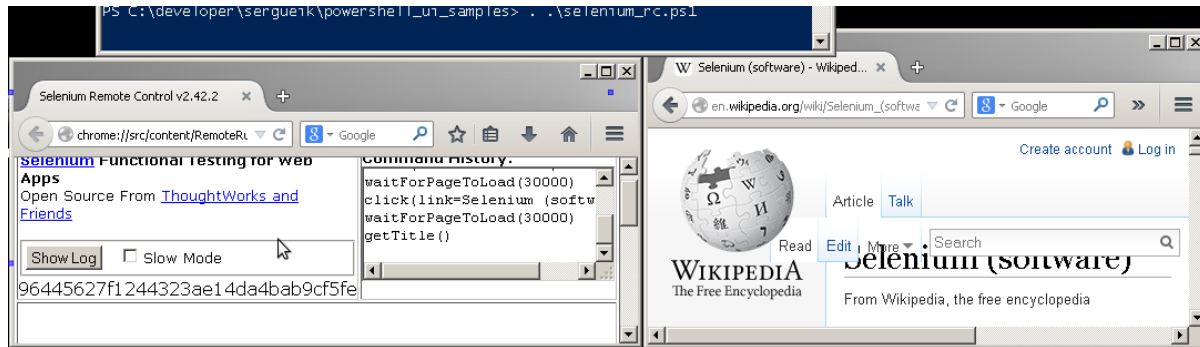 PS C:\developer\sergueik\powershell_ui_samples> . .\selenium_rc.ps1
Selenium Remote Control v2.42.2
chrome://src/content/RemoteRu
Google
Selenium Functional Testing for Web
Apps
Open Source From ThoughtWorks and
Friends
Show Log
Slow Mode
96445627f1244323ae14da4bab9cf5fe
Command History:
waitForPageToLoad(30000)
click(link=Selenium (softw
waitForPageToLoad(30000)
getTitle()
W Selenium (software) - Wikiped...
en.wikipedia.org/wiki/Selenium_(softwa
Google
Create account Log in
Article Talk
Read Edit More Search
WIKIPEDIA
The Free Encyclopedia
Selenium (software)
From Wikipedia, the free encyclopedia